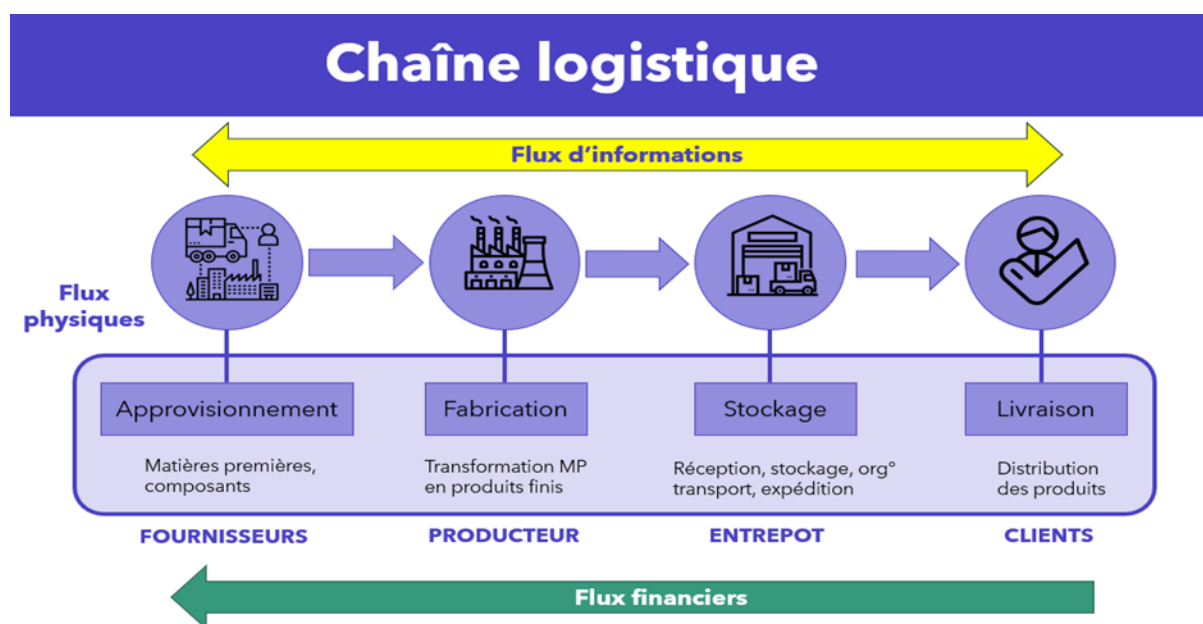 Chaîne logistique
Flux d'informations
Flux
physiques
Approvisionnement
Matières premières,
composants
FOURNISSEURS
Fabrication
Transformation MP
en produits finis
PRODUCTEUR
Stockage
Réception, stockage, org°
transport, expédition
ENTREPOT
Livraison
Distribution
des produits
CLIENTS
Flux financiers